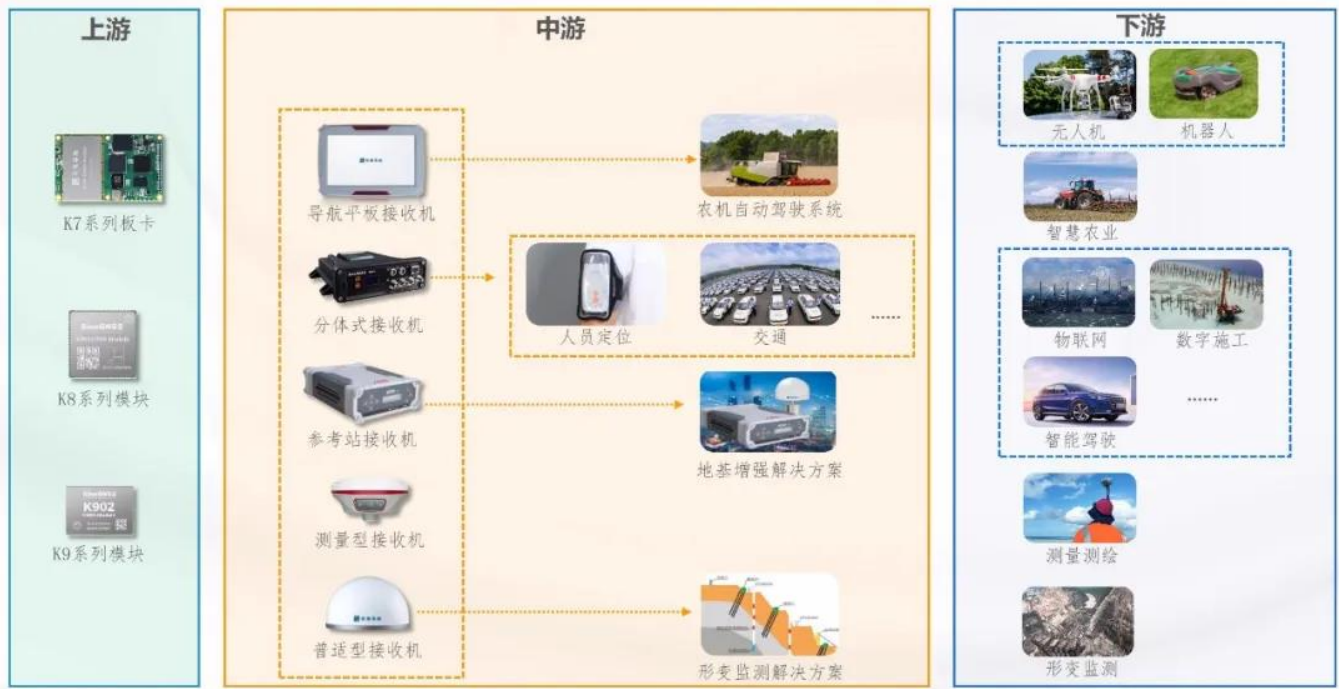 上游
K7系列板卡
K8系列模块
K902
K9系列模块
中游
导航平板接收机
农机自动驾驶系统
分体式接收机
人员定位
交通
......
参考站接收机
地基增强解决方案
测量型接收机
普适型接收机
形变监测解决方案
下游
无人机
机器人
智慧农业
物联网
数字施工
智能驾驶
......
测量测绘
形变监测